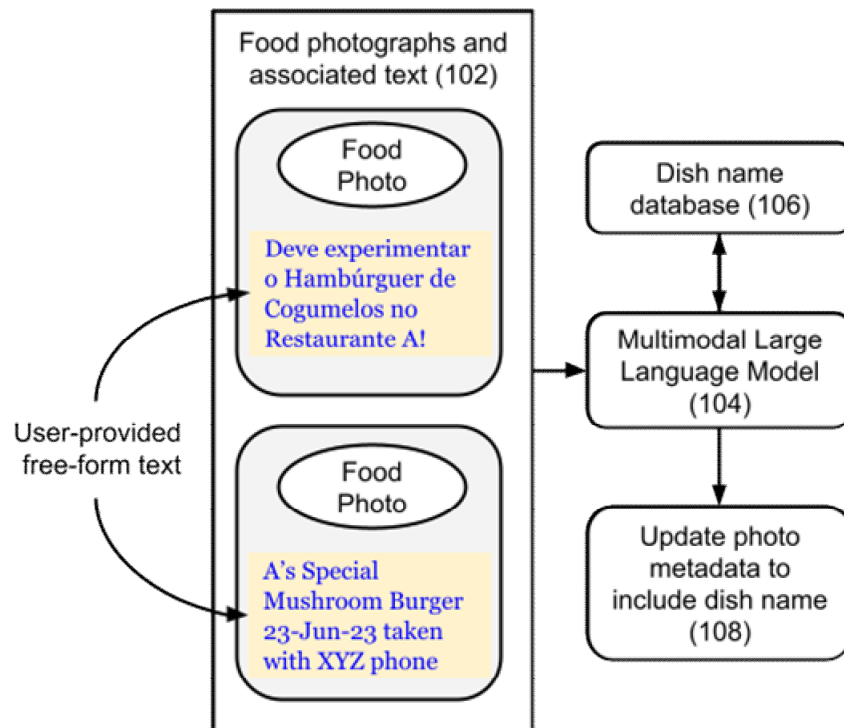 Food photographs and
associated text (102)
Food
Photo
Deve experimentar
o Hambúrguer de
Cogumelos no
Restaurante A!
User-provided
free-form text
Food
Photo
A's Special
Mushroom Burger
23-Jun-23 taken
with XYZ phone
Dish name
database (106)
Multimodal Large
Language Model
(104)
Update photo
metadata to
include dish name
(108)